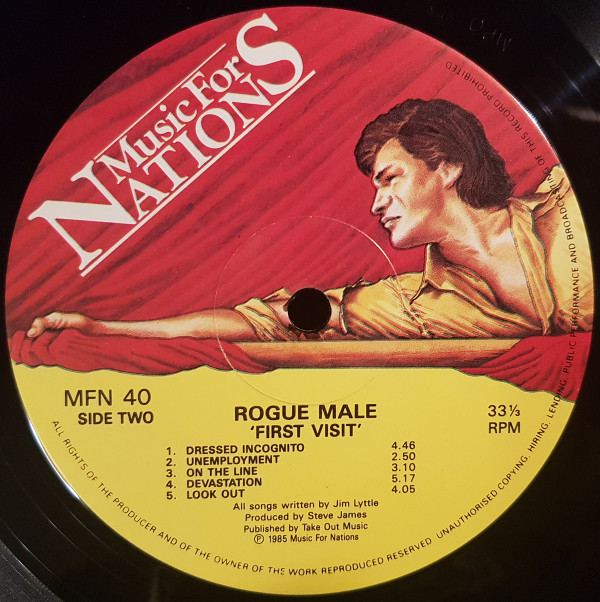 Music For
NATIONS
MFN 40
SIDE TWO
ROGUE MALE
'FIRST VISIT'
33⅓
RPM
1. DRESSED INCOGNITO 4.46
2. UNEMPLOYMENT 2.50
3. ON THE LINE 3.10
4. DEVASTATION 5.17
5. LOOK OUT 4.05
All songs written by Jim Lyttle
Produced by Steve James
Published by Take Out Music
Ⓟ 1985 Music For Nations
ALL RIGHTS OF THE PRODUCER AND OF THE OWNER OF THE WORK REPRODUCED RESERVED. UNAUTHORISED COPYING, HIRING, LENDING, PUBLIC PERFORMANCE AND BROADCASTING OF THIS RECORD PROHIBITED